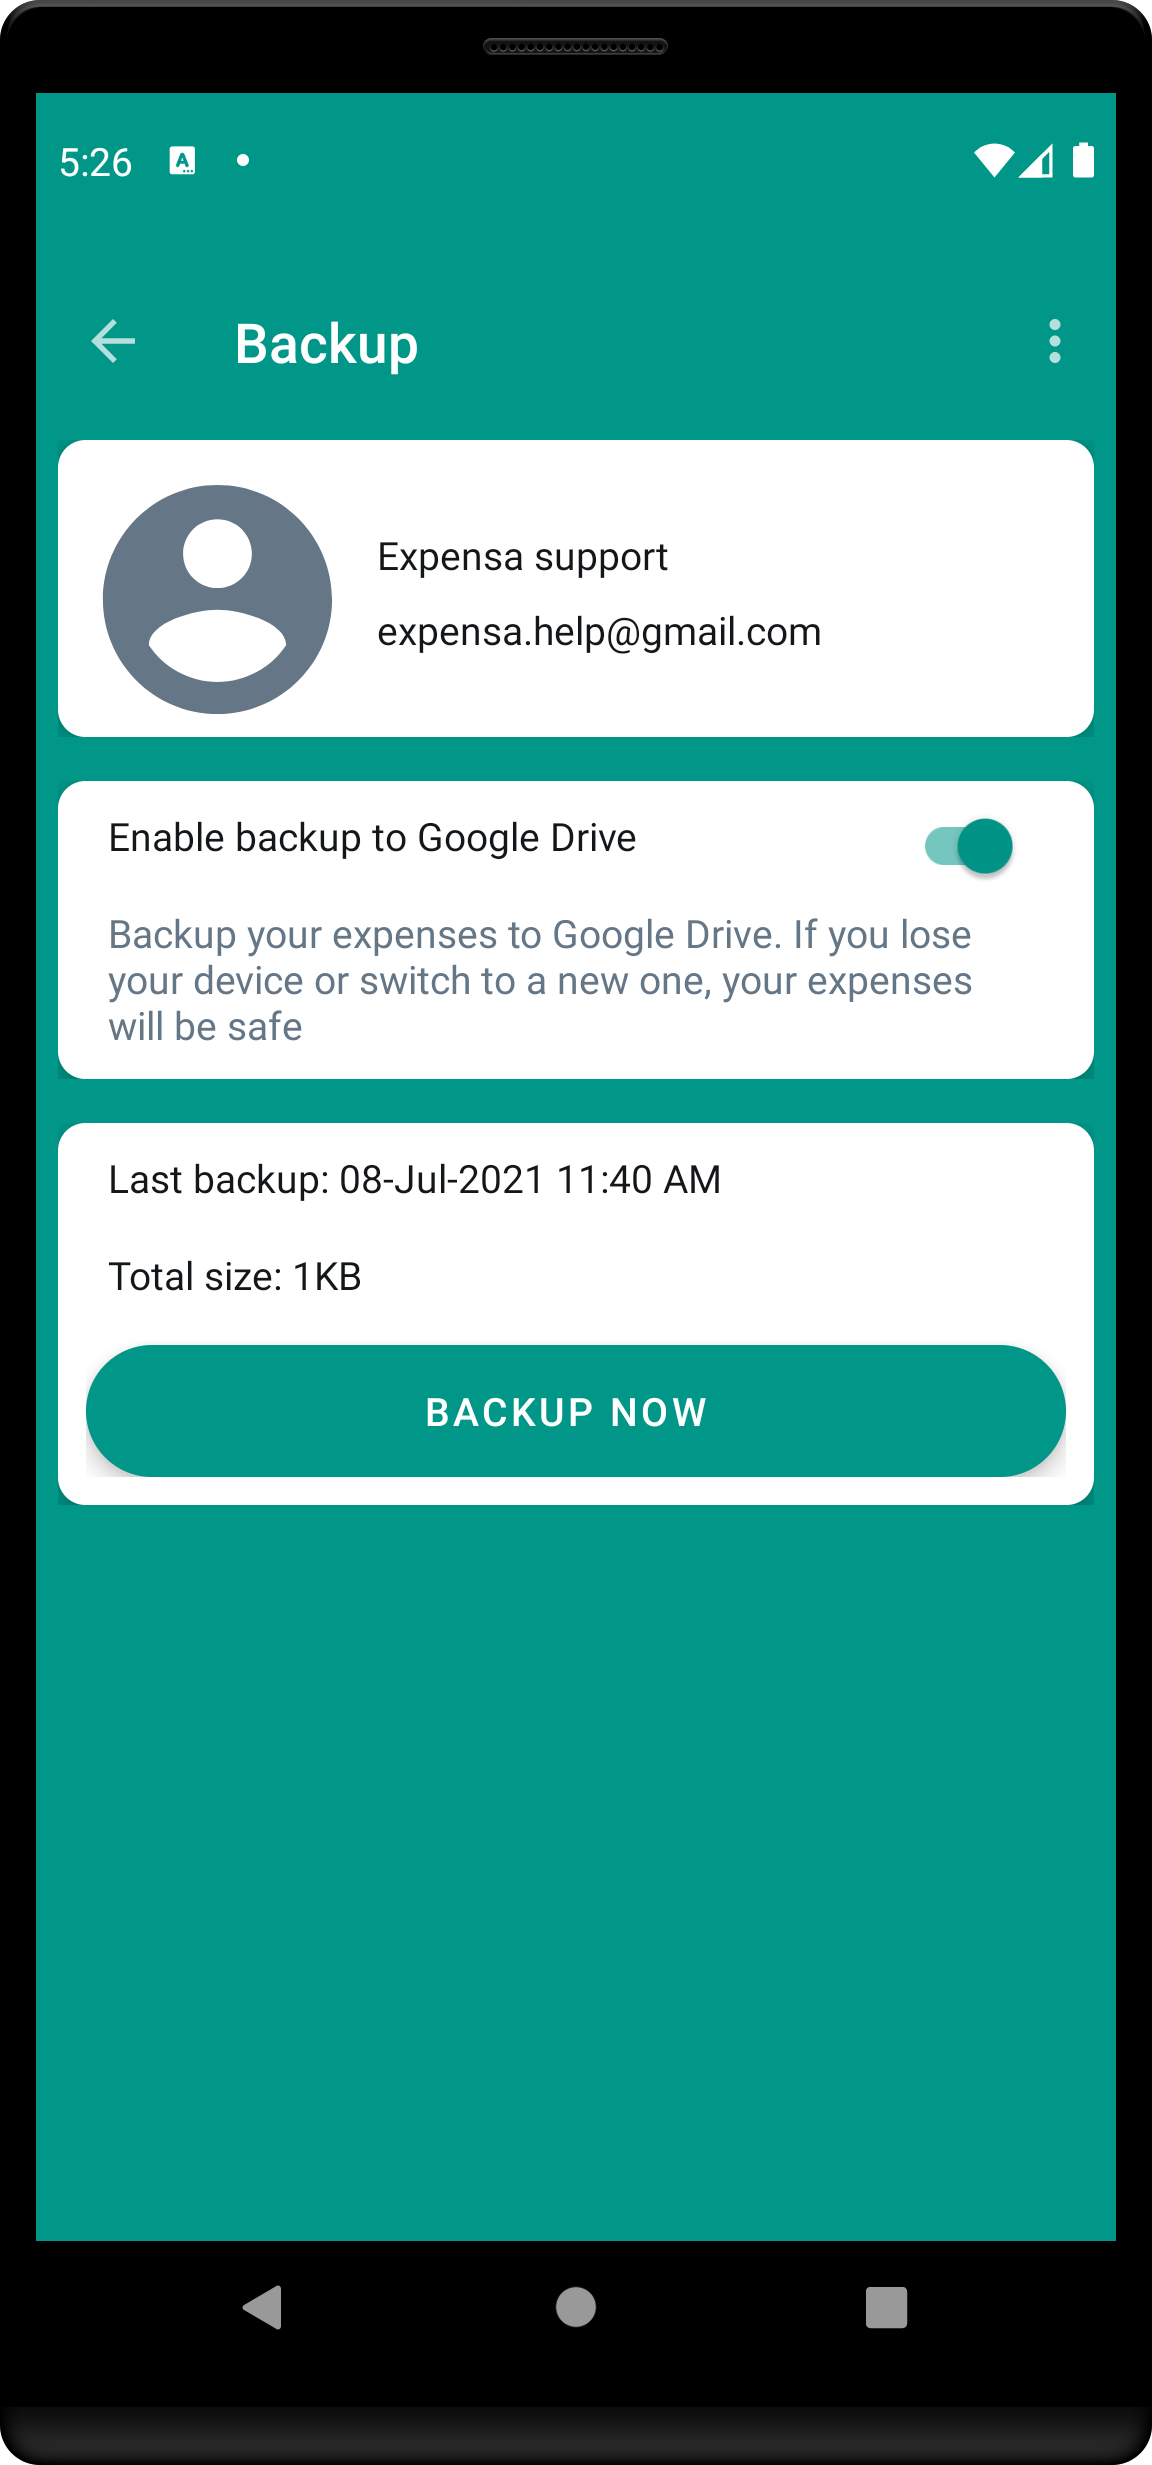 5:26
Backup
Expensa support
expensa.help@gmail.com
Enable backup to Google Drive
Backup your expenses to Google Drive. If you lose
your device or switch to a new one, your expenses
will be safe
Last backup: 08-Jul-2021 11:40 AM
Total size: 1KB
BACKUP NOW